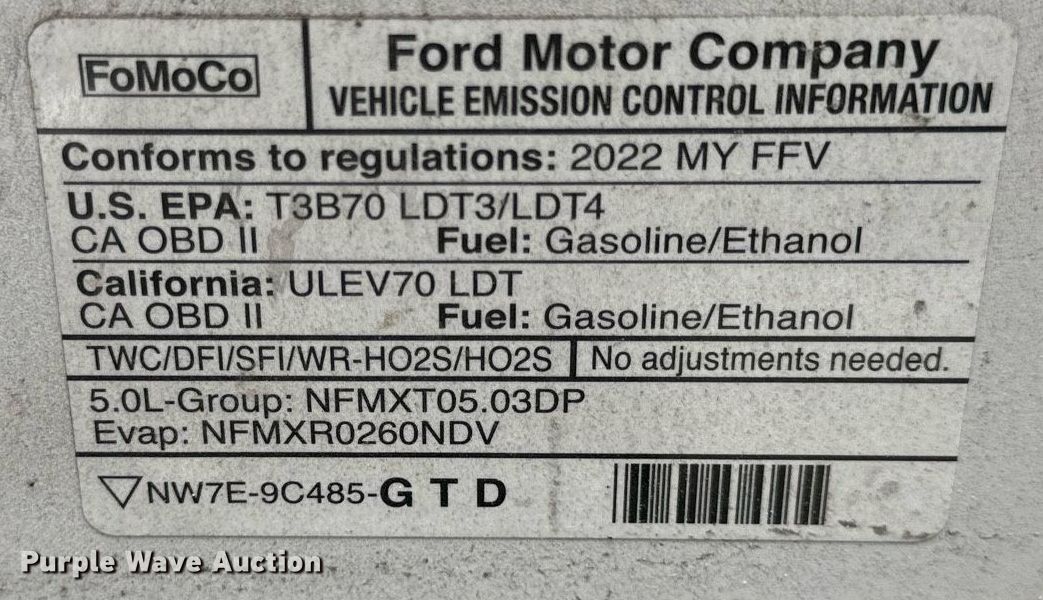 FoMoCo
Ford Motor Company
VEHICLE EMISSION CONTROL INFORMATION
Conforms to regulations: 2022 MY FFV
U.S. EPA: T3B70 LDT3/LDT4
CA OBD II Fuel: Gasoline/Ethanol
California: ULEV70 LDT
CA OBD II Fuel: Gasoline/Ethanol
TWC/DFI/SFI/WR-HO2S/HO2S No adjustments needed.
5.0L-Group: NFMXT05.03DP
Evap: NFMXR0260NDV
NW7E-9C485-G T D
Purple Wave Auction